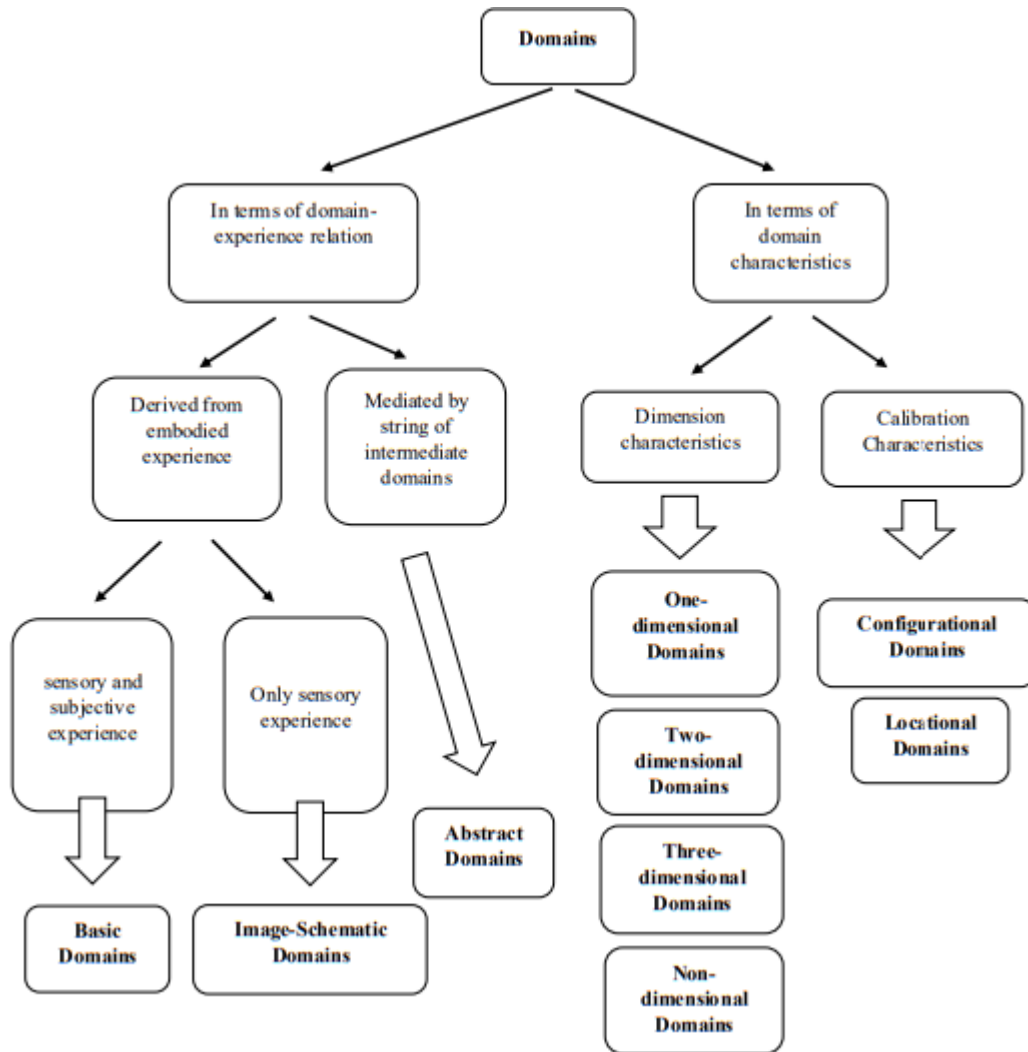 Domains
In terms of domain-
experience relation
In terms of
domain
characteristics
Derived from
embodied
experience
Mediated by
string of
intermediate
domains
Dimension
characteristics
Calibration
Characteristics
sensory and
subjective
experience
Only sensory
experience
One-
dimensional
Domains
Configurational
Domains
Two-
dimensional
Domains
Locational
Domains
Abstract
Domains
Three-
dimensional
Domains
Basic
Domains
Image-Schematic
Domains
Non-
dimensional
Domains